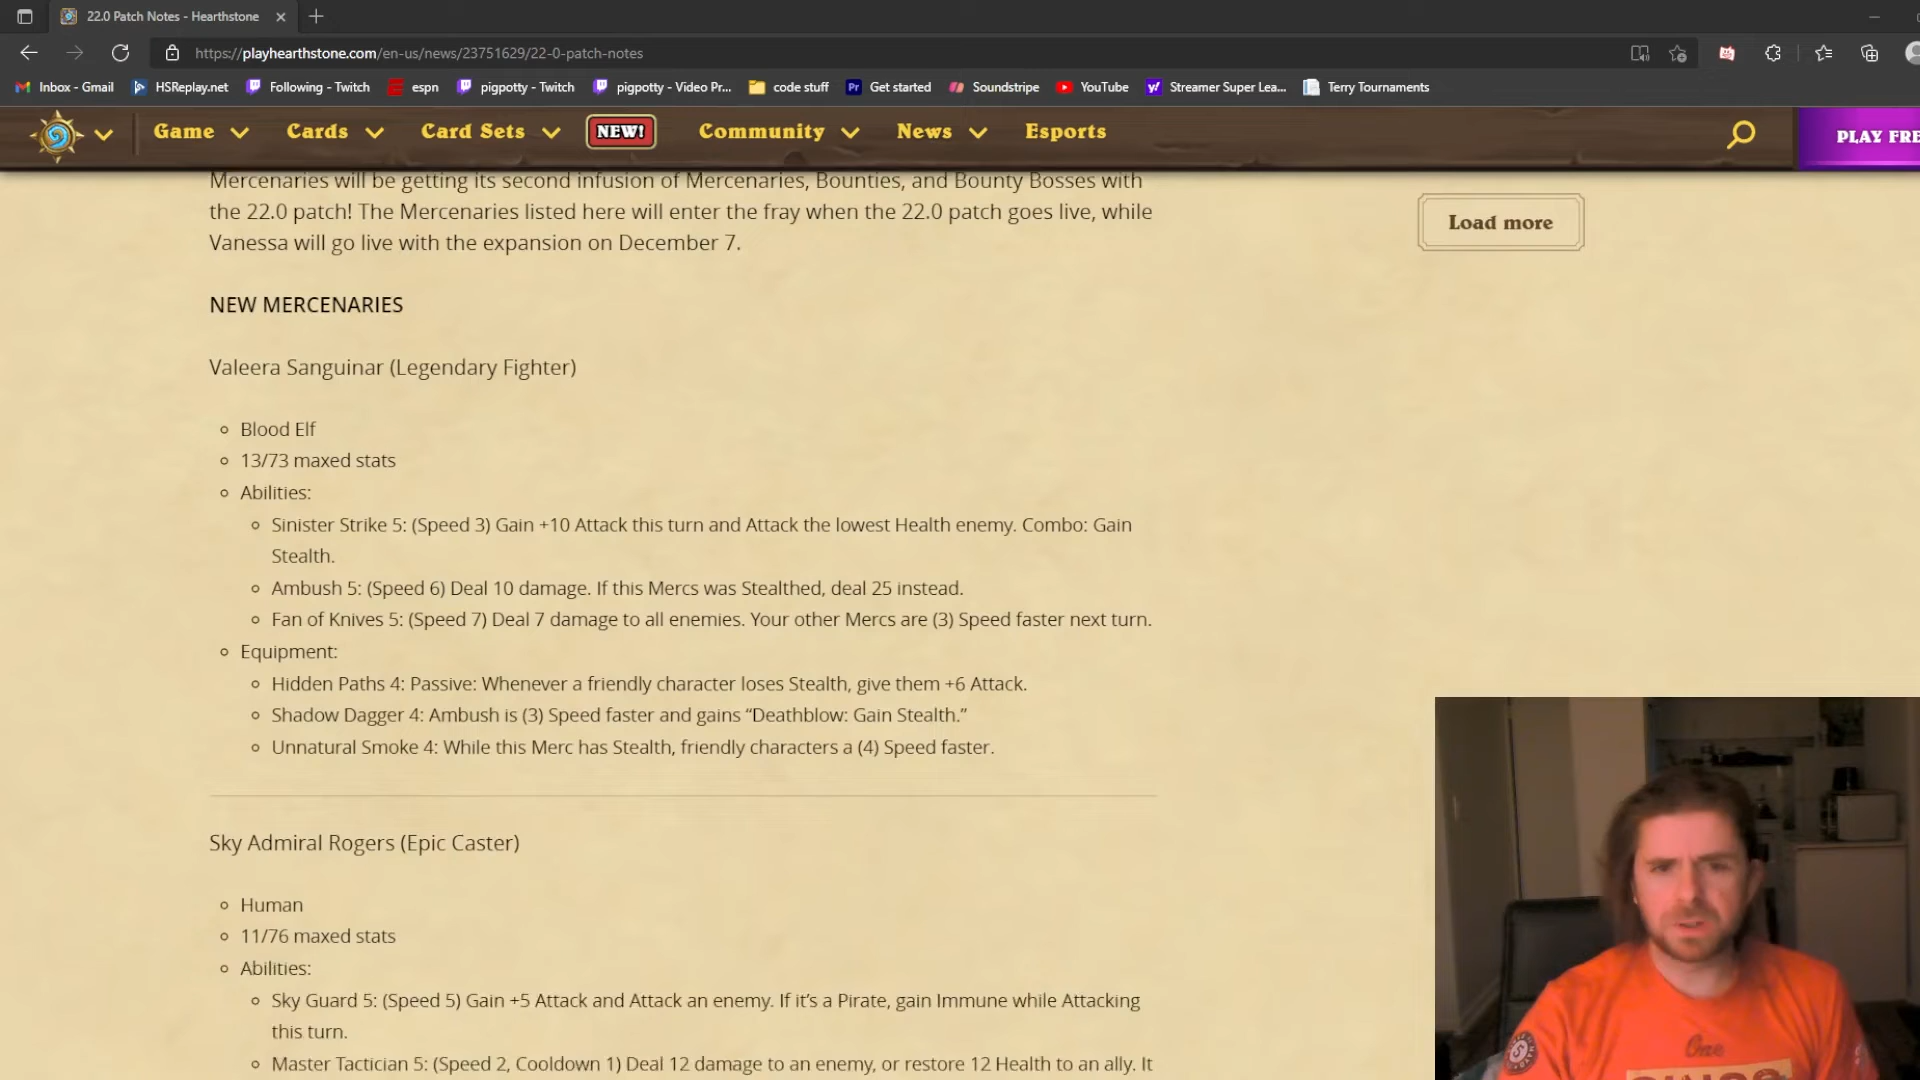 22.0 Patch Notes - Hearthstone
https://playhearthstone.com/en-us/news/23751629/22-0-patch-notes
Inbox - Gmail HSReplay.net Following - Twitch espn pigpotty - Twitch pigpotty - Video Pr... code stuff Pr Get started Soundstripe YouTube y! Streamer Super Lea... Terry Tournaments
Game Cards Card Sets NEW! Community News Esports PLAY FRE
Mercenaries will be getting its second infusion of Mercenaries, Bounties, and Bounty Bosses with
the 22.0 patch! The Mercenaries listed here will enter the fray when the 22.0 patch goes live, while
Vanessa will go live with the expansion on December 7.
Load more
NEW MERCENARIES
Valeera Sanguinar (Legendary Fighter)
Blood Elf
13/73 maxed stats
Abilities:
Sinister Strike 5: (Speed 3) Gain +10 Attack this turn and Attack the lowest Health enemy. Combo: Gain
Stealth.
Ambush 5: (Speed 6) Deal 10 damage. If this Mercs was Stealthed, deal 25 instead.
Fan of Knives 5: (Speed 7) Deal 7 damage to all enemies. Your other Mercs are (3) Speed faster next turn.
Equipment:
Hidden Paths 4: Passive: Whenever a friendly character loses Stealth, give them +6 Attack.
Shadow Dagger 4: Ambush is (3) Speed faster and gains “Deathblow: Gain Stealth.”
Unnatural Smoke 4: While this Merc has Stealth, friendly characters a (4) Speed faster.
Sky Admiral Rogers (Epic Caster)
Human
11/76 maxed stats
Abilities:
Sky Guard 5: (Speed 5) Gain +5 Attack and Attack an enemy. If it’s a Pirate, gain Immune while Attacking
this turn.
Master Tactician 5: (Speed 2, Cooldown 1) Deal 12 damage to an enemy, or restore 12 Health to an ally. It
One